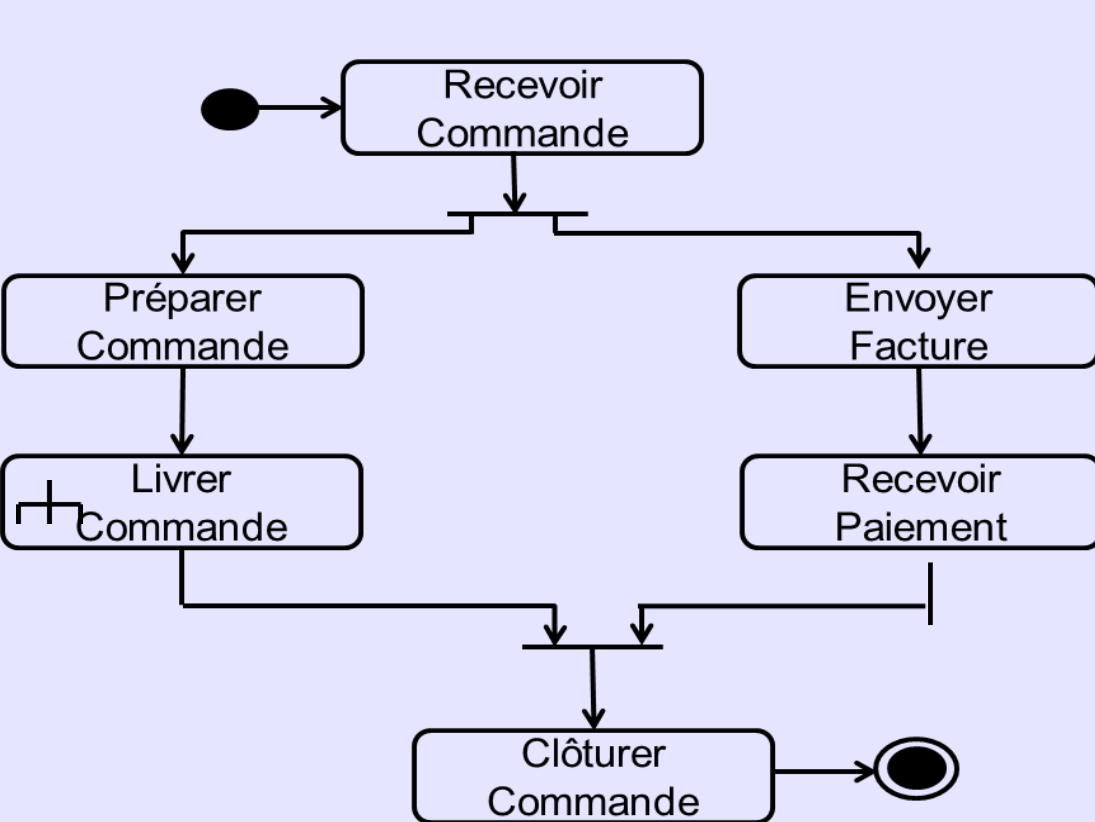 Recevoir
Commande
Préparer
Commande
Envoyer
Facture
Livrer
Commande
Recevoir
Paiement
Clôturer
Commande